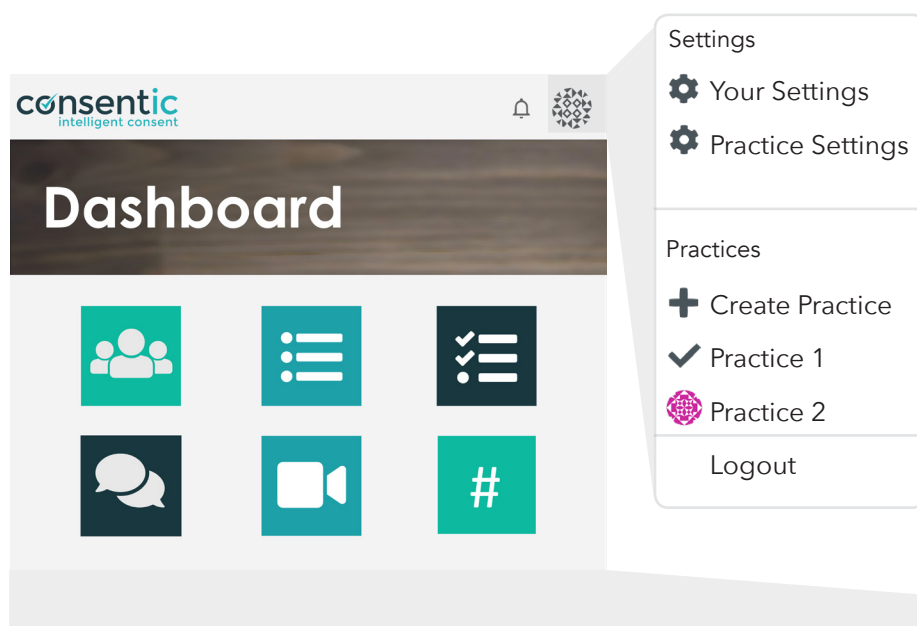 consentic
intelligent consent
Dashboard
#
Settings
Your Settings
Practice Settings
Practices
Create Practice
Practice 1
Practice 2
Logout